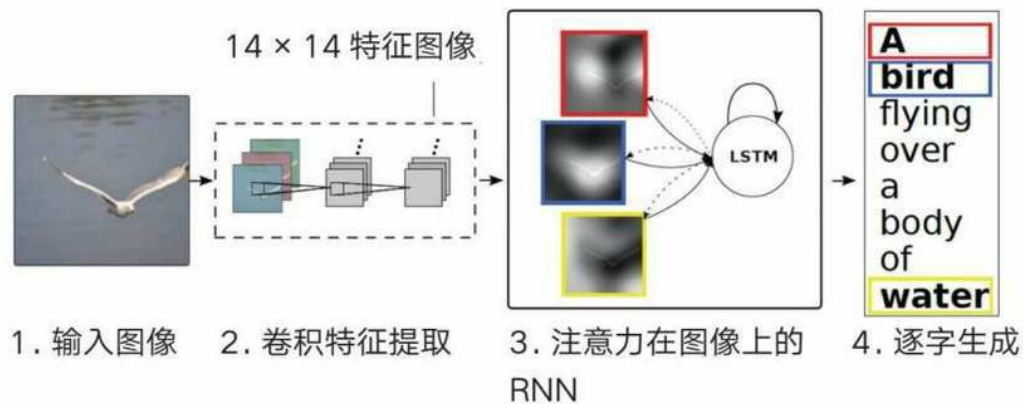 14 × 14 特征图像
LSTM
A
bird
flying
over
a
body
of
water
1. 输入图像
2. 卷积特征提取
3. 注意力在图像上的
RNN
4. 逐字生成